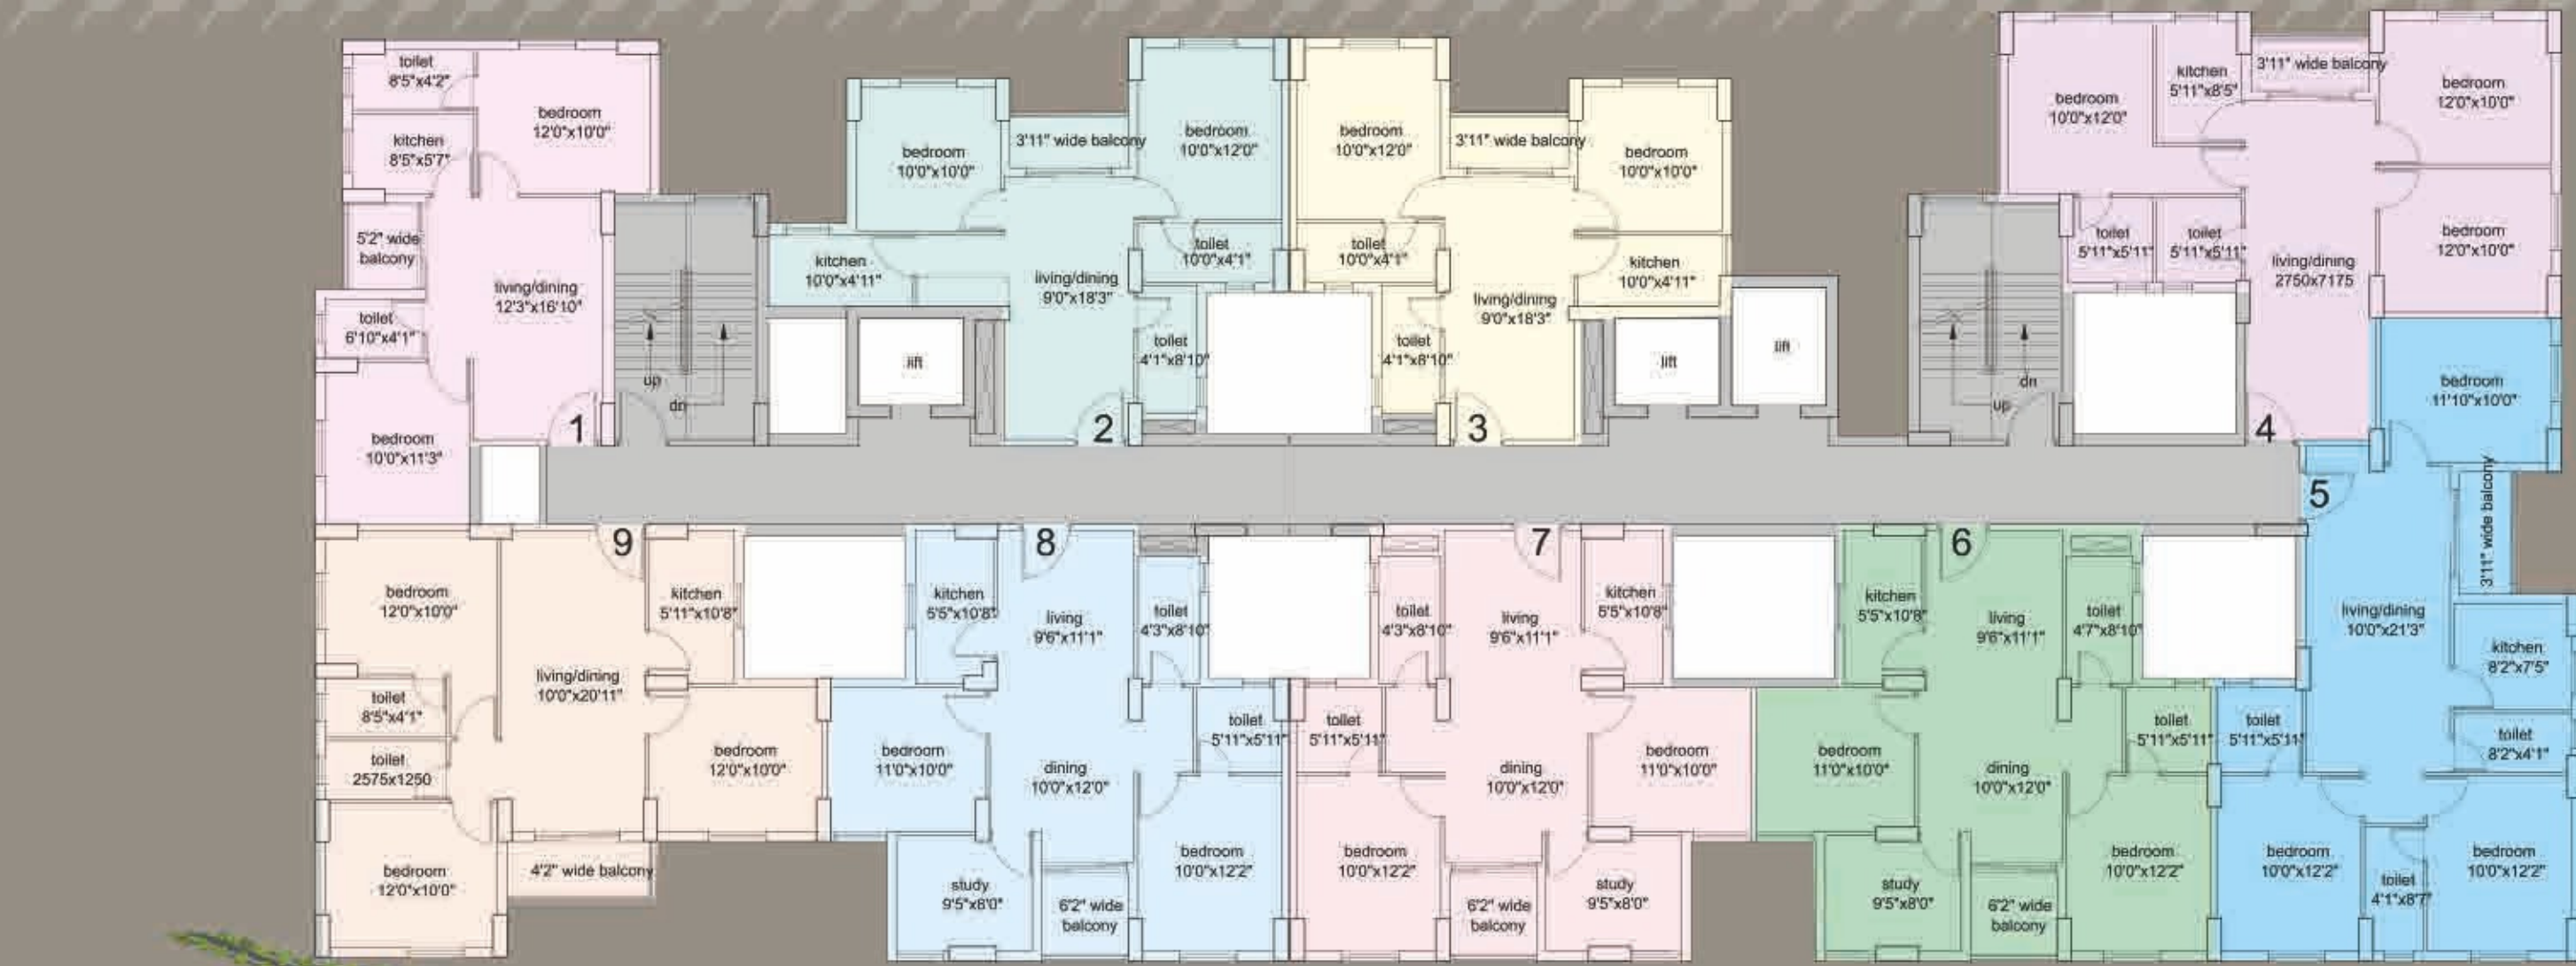 toilet
8'5"x4'2"
bedroom
12'0"x10'0"
kitchen
8'5"x5'7"
5'2" wide
balcony
living/dining
12'3"x16'10"
toilet
6'10"x4'1"
bedroom
10'0"x11'3"
1
up
dn
bedroom
10'0"x10'0"
3'11" wide balcony
bedroom
10'0"x12'0"
kitchen
10'0"x4'11"
living/dining
9'0"x18'3"
toilet
10'0"x4'1"
toilet
4'1"x8'10"
lift
2
bedroom
10'0"x12'0"
3'11" wide balcony
bedroom
10'0"x10'0"
toilet
10'0"x4'1"
kitchen
10'0"x4'11"
living/dining
9'0"x18'3"
toilet
4'1"x8'10"
lift
lift
3
bedroom
10'0"x12'0"
kitchen
5'11"x8'5"
3'11" wide balcony
bedroom
12'0"x10'0"
toilet
5'11"x5'11"
toilet
5'11"x5'11"
living/dining
2750x7175
bedroom
12'0"x10'0"
dn
up
4
bedroom
11'10"x10'0"
5
3'11" wide balcony
living/dining
10'0"x21'3"
kitchen
8'2"x7'5"
toilet
5'11"x5'11"
toilet
8'2"x4'1"
bedroom
10'0"x12'2"
toilet
4'1"x8'7"
bedroom
10'0"x12'2"
9
bedroom
12'0"x10'0"
kitchen
5'11"x10'8"
living/dining
10'0"x20'11"
toilet
8'5"x4'1"
toilet
2575x1250
bedroom
12'0"x10'0"
bedroom
12'0"x10'0"
4'2" wide balcony
8
kitchen
5'5"x10'8"
living
9'6"x11'1"
toilet
4'3"x8'10"
bedroom
11'0"x10'0"
dining
10'0"x12'0"
toilet
5'11"x5'11"
study
9'5"x8'0"
6'2" wide
balcony
bedroom
10'0"x12'2"
7
toilet
4'3"x8'10"
living
9'6"x11'1"
kitchen
5'5"x10'8"
toilet
5'11"x5'11"
dining
10'0"x12'0"
bedroom
11'0"x10'0"
bedroom
10'0"x12'2"
6'2" wide
balcony
study
9'5"x8'0"
6
kitchen
5'5"x10'8"
living
9'6"x11'1"
toilet
4'7"x8'10"
bedroom
11'0"x10'0"
dining
10'0"x12'0"
toilet
5'11"x5'11"
study
9'5"x8'0"
6'2" wide
balcony
bedroom
10'0"x12'2"